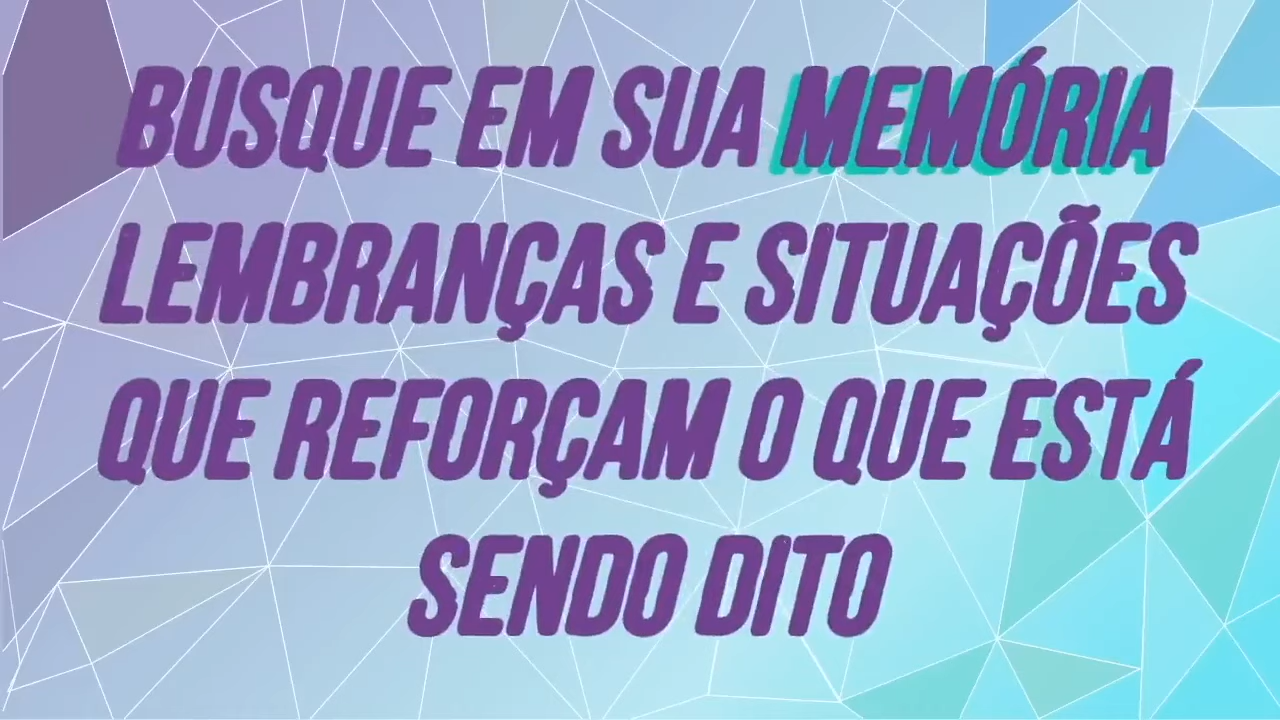 BUSQUE EM SUA MEMÓRIA
LEMBRANÇAS E SITUAÇÕES
QUE REFORÇAM O QUE ESTÁ
SENDO DITO